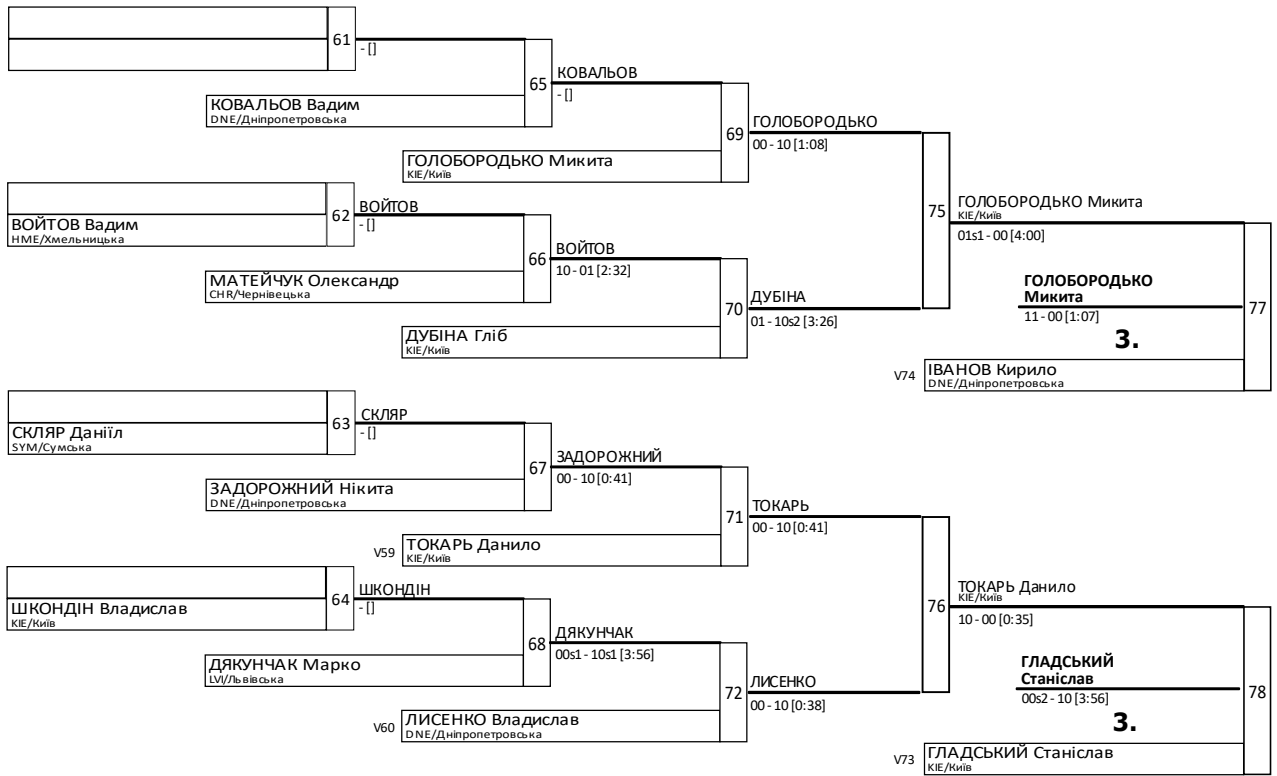 61
- []
65
КОВАЛЬОВ
- []
КОВАЛЬОВ Вадим
DNE/Дніпропетровська
69
ГОЛОБОРОДЬКО
00 - 10 [1:08]
ГОЛОБОРОДЬКО Микита
KIE/Київ
62
ВОЙТОВ
- []
ВОЙТОВ Вадим
HME/Хмельницька
75
ГОЛОБОРОДЬКО Микита
KIE/Київ
01s1 - 00 [4:00]
66
ВОЙТОВ
10 - 01 [2:32]
МАТЕЙЧУК Олександр
CHR/Чернівецька
70
ДУБІНА
01 - 10s2 [3:26]
ДУБІНА Гліб
KIE/Київ
ГОЛОБОРОДЬКО
Микита
11 - 00 [1:07]
77
3.
V74
ІВАНОВ Кирило
DNE/Дніпропетровська
63
СКЛЯР
- []
СКЛЯР Даніїл
SYM/Сумська
67
ЗАДОРОЖНИЙ
00 - 10 [0:41]
ЗАДОРОЖНИЙ Нікита
DNE/Дніпропетровська
71
ТОКАРЬ
00 - 10 [0:41]
V59
ТОКАРЬ Данило
KIE/Київ
64
ШКОНДІН
- []
ШКОНДІН Владислав
KIE/Київ
76
ТОКАРЬ Данило
KIE/Київ
10 - 00 [0:35]
68
ДЯКУНЧАК
00s1 - 10s1 [3:56]
ДЯКУНЧАК Марко
LVI/Львівська
72
ЛИСЕНКО
00 - 10 [0:38]
V60
ЛИСЕНКО Владислав
DNE/Дніпропетровська
ГЛАДСЬКИЙ
Станіслав
00s2 - 10 [3:56]
78
3.
V73
ГЛАДСЬКИЙ Станіслав
KIE/Київ